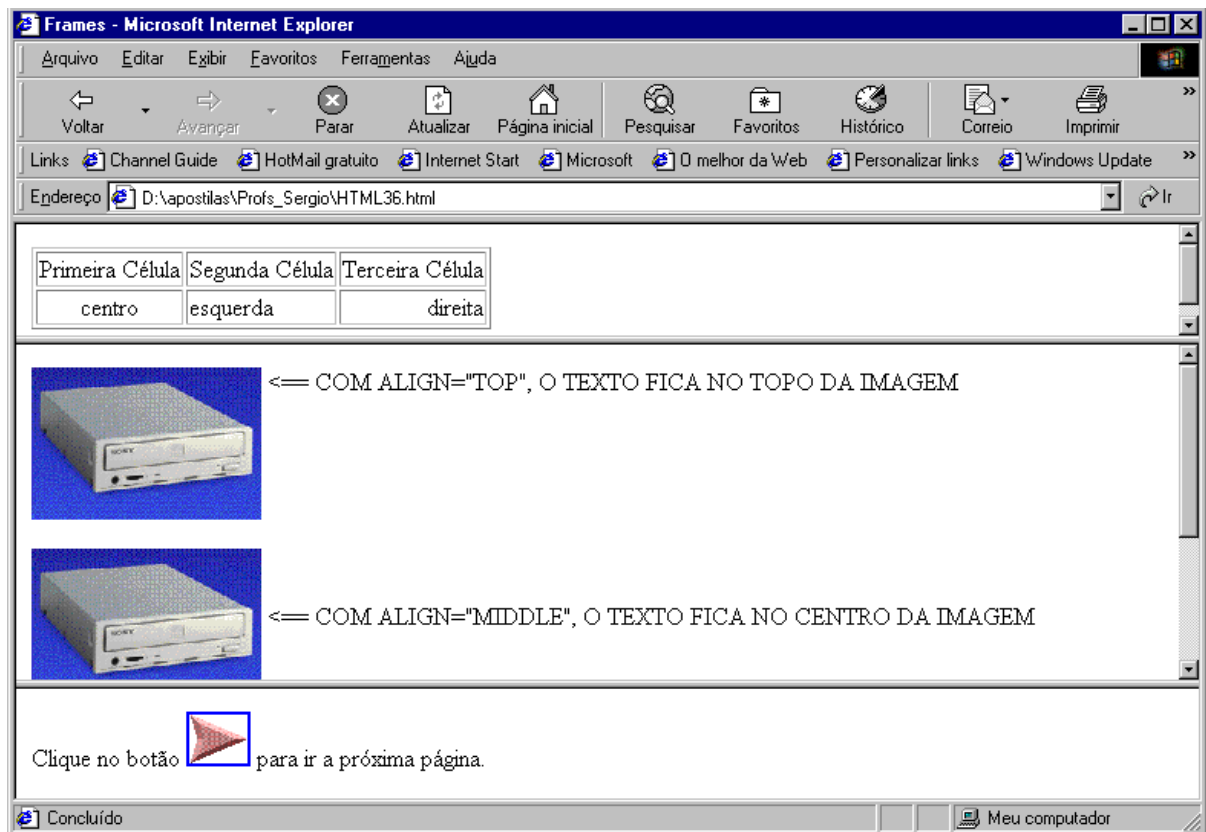 Frames - Microsoft Internet Explorer
Arquivo Editar Exibir Favoritos Ferramentas Ajuda
Voltar Avançar Parar Atualizar Página inicial Pesquisar Favoritos Histórico Correio Imprimir
Links Channel Guide HotMail gratuito Internet Start Microsoft O melhor da Web Personalizar links Windows Update
Endereço D:\apostilas\Profs_Sergio\HTML36.html Ir
Primeira Célula Segunda Célula Terceira Célula
centro esquerda direita
<== COM ALIGN="TOP", O TEXTO FICA NO TOPO DA IMAGEM
SONY
<== COM ALIGN="MIDDLE", O TEXTO FICA NO CENTRO DA IMAGEM
SONY
Clique no botão para ir a próxima página.
Concluído Meu computador